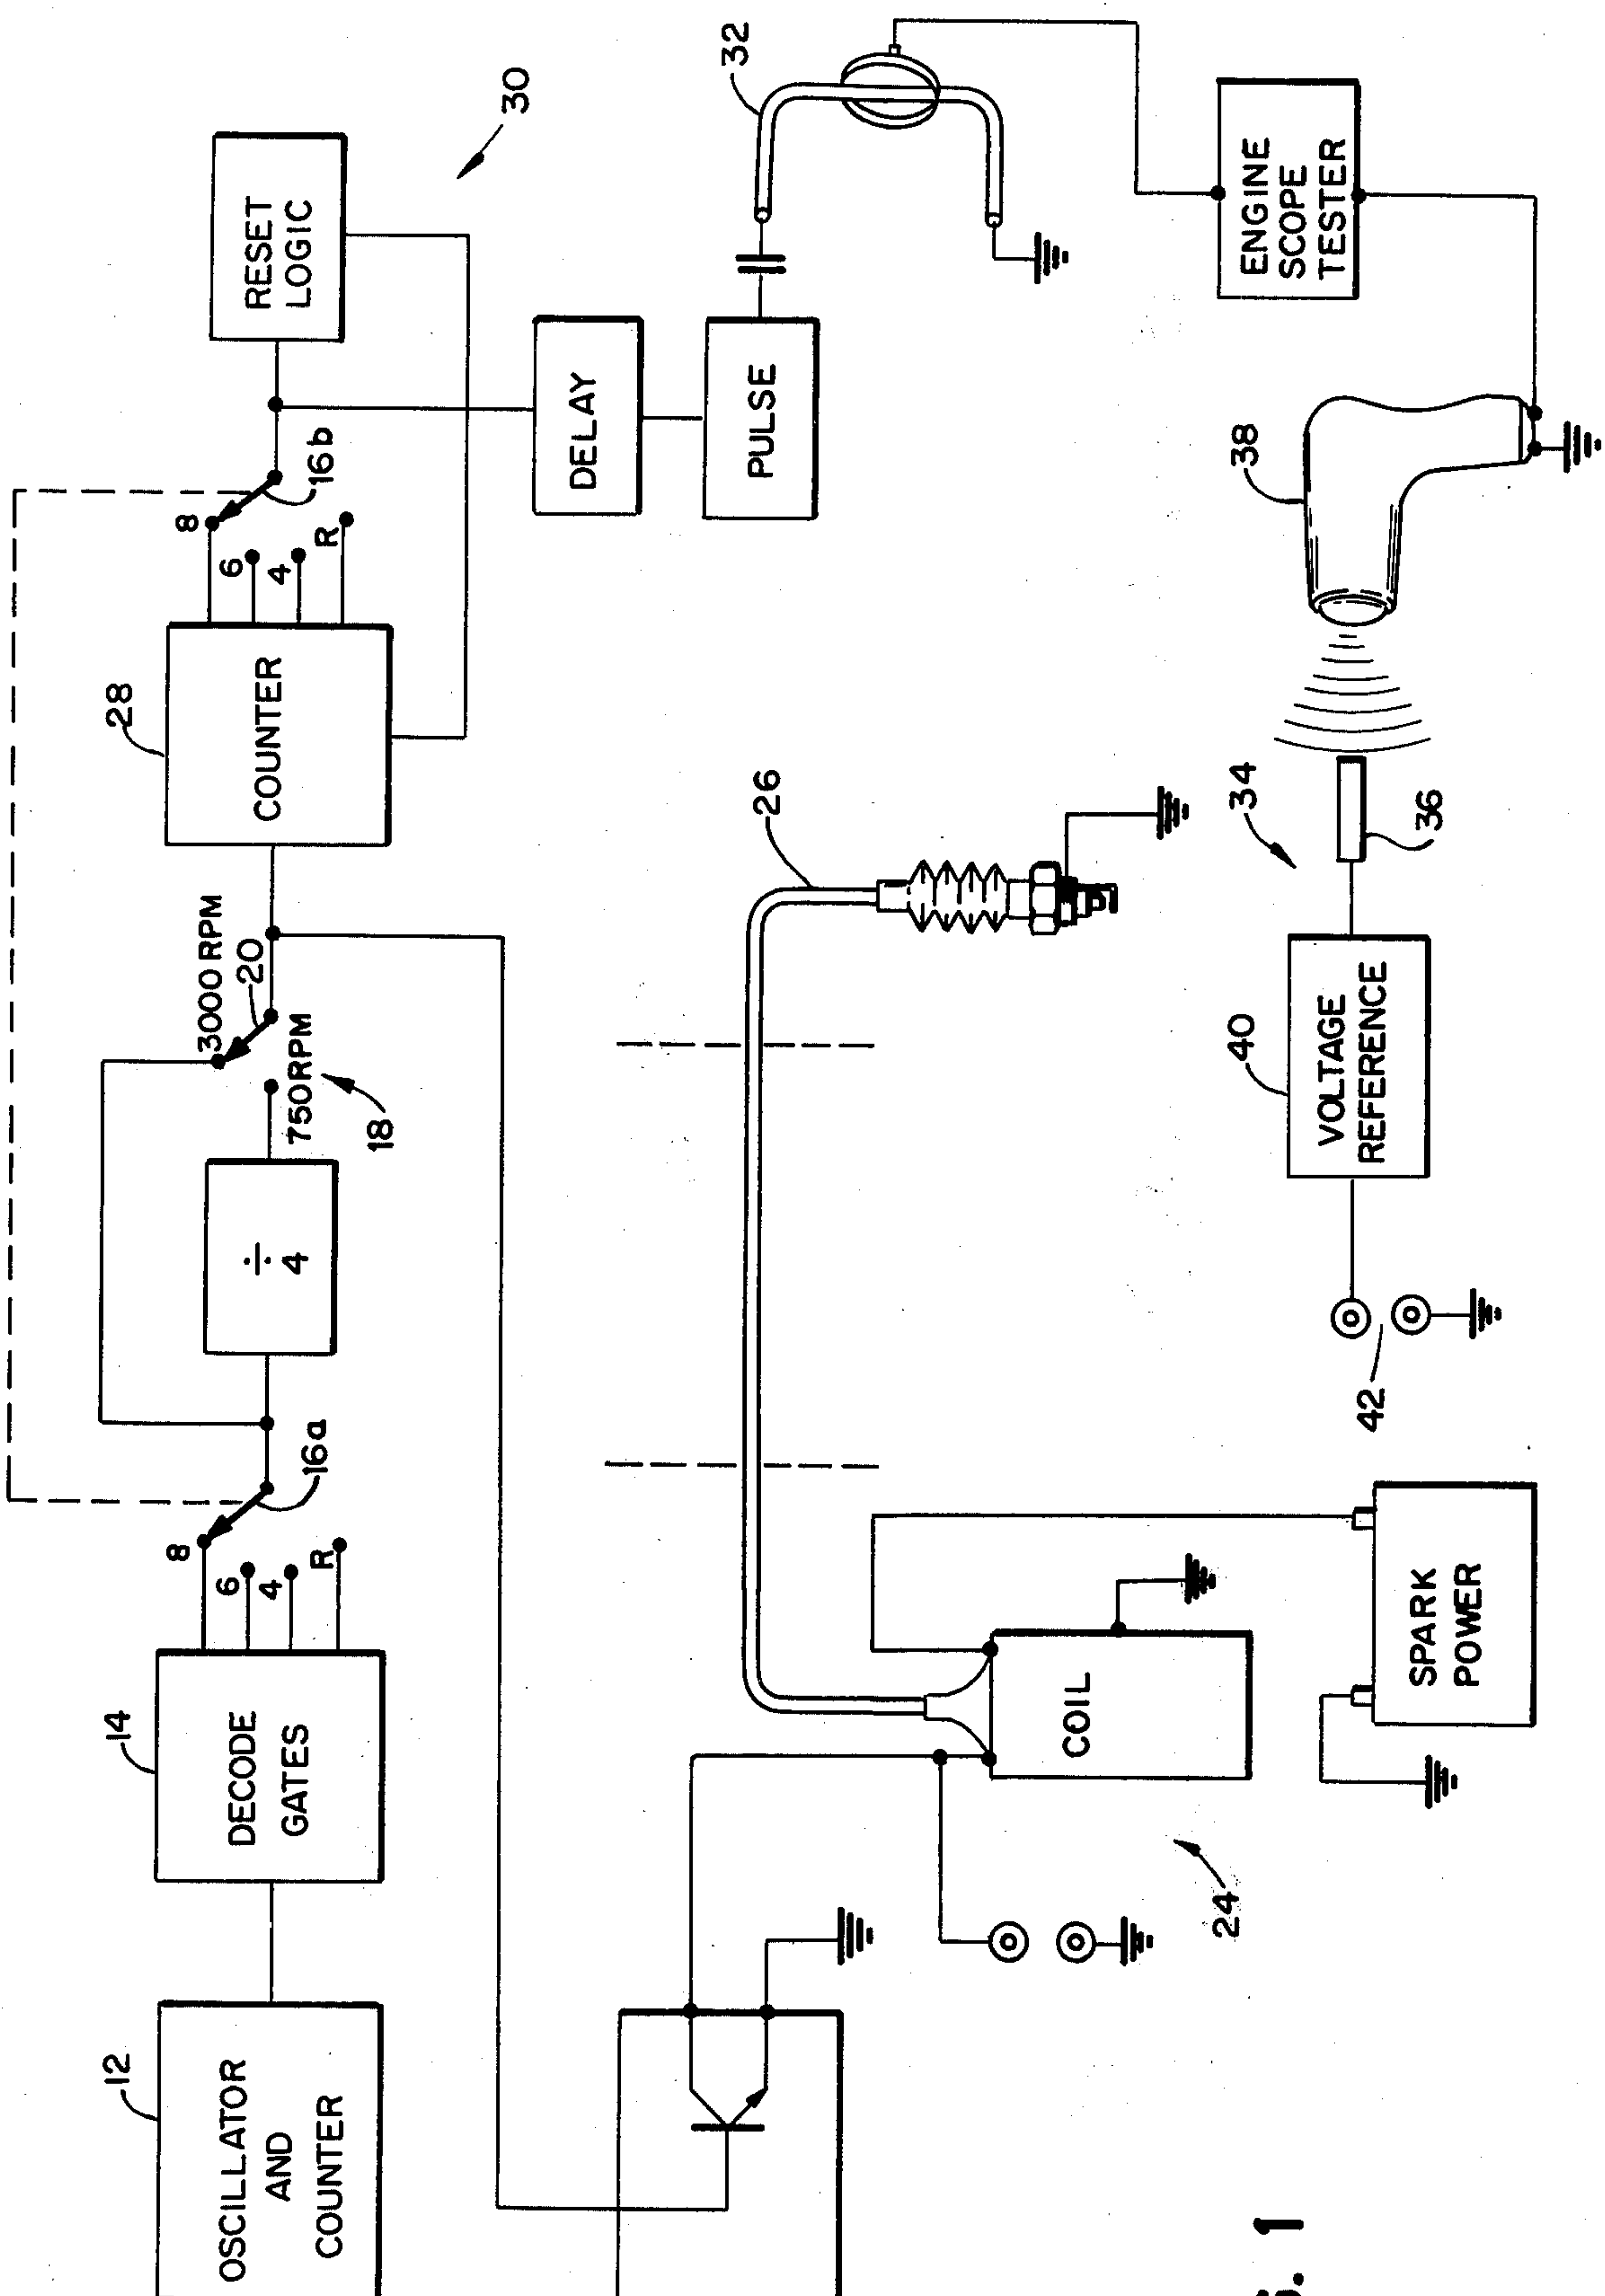 12
OSCILLATOR
AND
COUNTER
14
DECODE
GATES
8
6
4
R
16a
÷
4
3000 RPM
20
750RPM
18
28
COUNTER
8
6
4
R
16b
RESET
LOGIC
30
DELAY
PULSE
32
26
ENGINE
SCOPE
TESTER
COIL
24
SPARK
POWER
42
40
VOLTAGE
REFERENCE
34
36
38
1